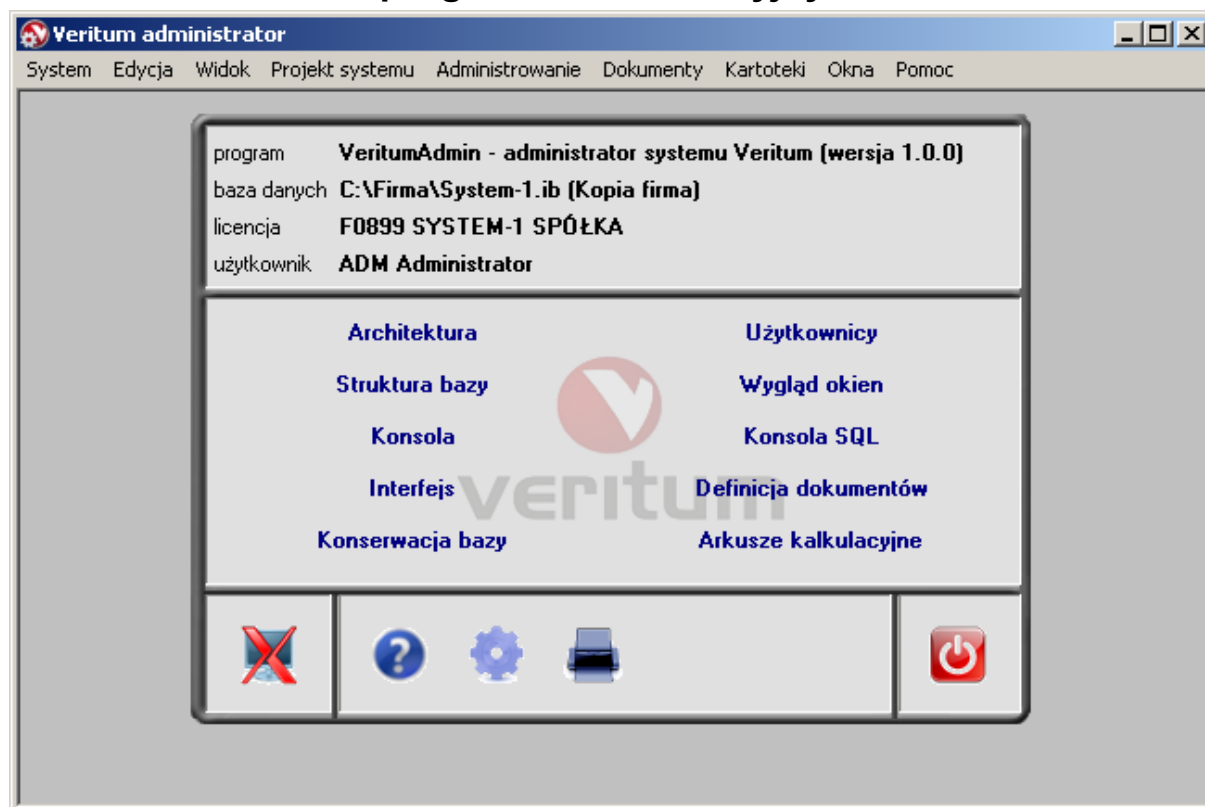 Veritum administrator
System Edycja Widok Projekt systemu Administrowanie Dokumenty Kartoteki Okna Pomoc
program VeritumAdmin - administrator systemu Veritum (wersja 1.0.0)
baza danych C:\Firma\System-1.ib (Kopia firma)
licencja F0899 SYSTEM-1 SPÓŁKA
użytkownik ADM Administrator
Architektura Użytkownicy
Struktura bazy Wygląd okien
Konsola Konsola SQL
Interfejs Definicja dokumentów
veritum
Konserwacja bazy Arkusze kalkulacyjne